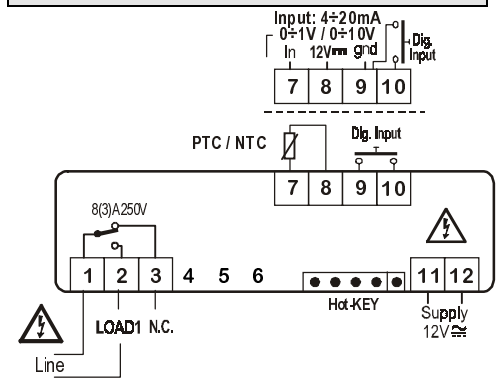 Input: 4÷20mA
0÷1V / 0÷10V
In 12V⎓ gnd
Dig.
Input
7 8 9 10
PTC / NTC
Dig. Input
7 8 9 10
8(3)A250V
1 2 3 4 5 6
11 12
Hot-KEY
LOAD1 N.C.
Supply
12V≂
Line